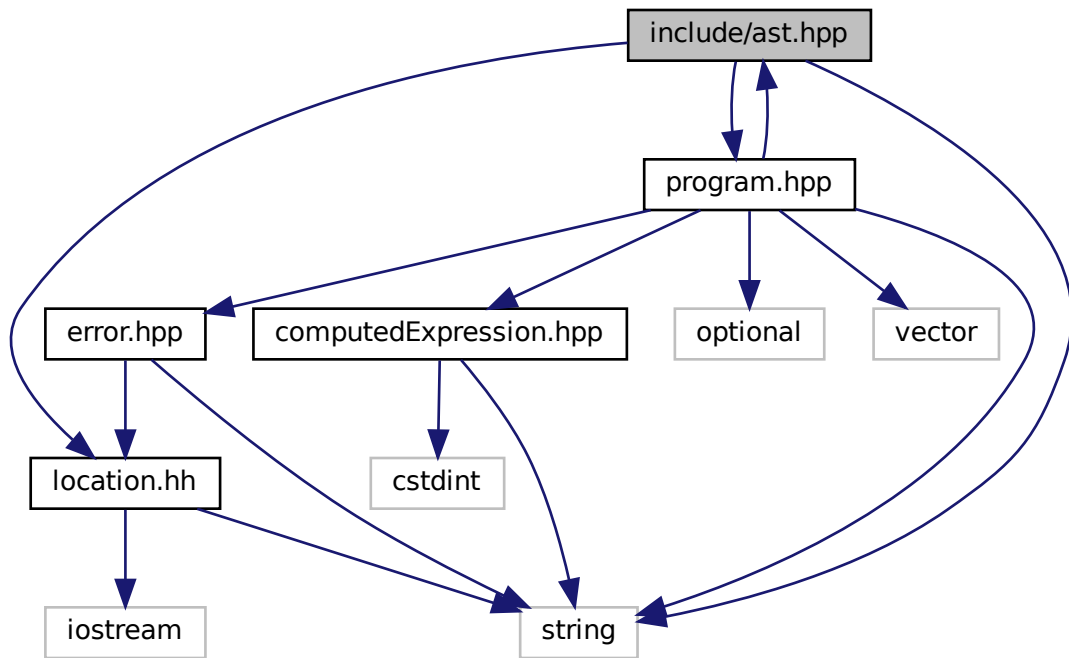 include/ast.hpp
program.hpp
error.hpp
computedExpression.hpp
optional
vector
location.hh
cstdint
iostream
string